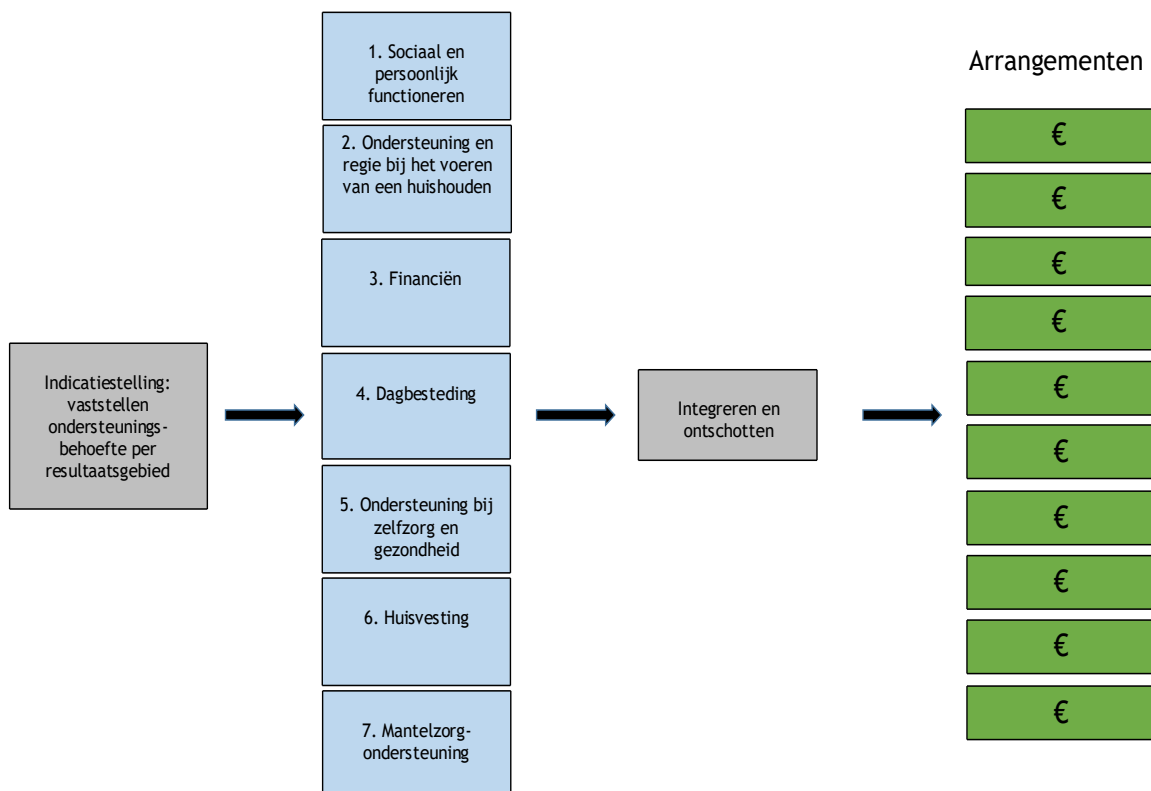 Indicatiestelling:
vaststellen
ondersteunings-
behoefte per
resultaatsgebied
1. Sociaal en
persoonlijk
functioneren
2. Ondersteuning en
regie bij het voeren
van een huishouden
3. Financiën
4. Dagbesteding
5. Ondersteuning bij
zelfzorg en
gezondheid
6. Huisvesting
7. Mantelzorg-
ondersteuning
Integreren en
ontschotten
Arrangementen
€
€
€
€
€
€
€
€
€
€